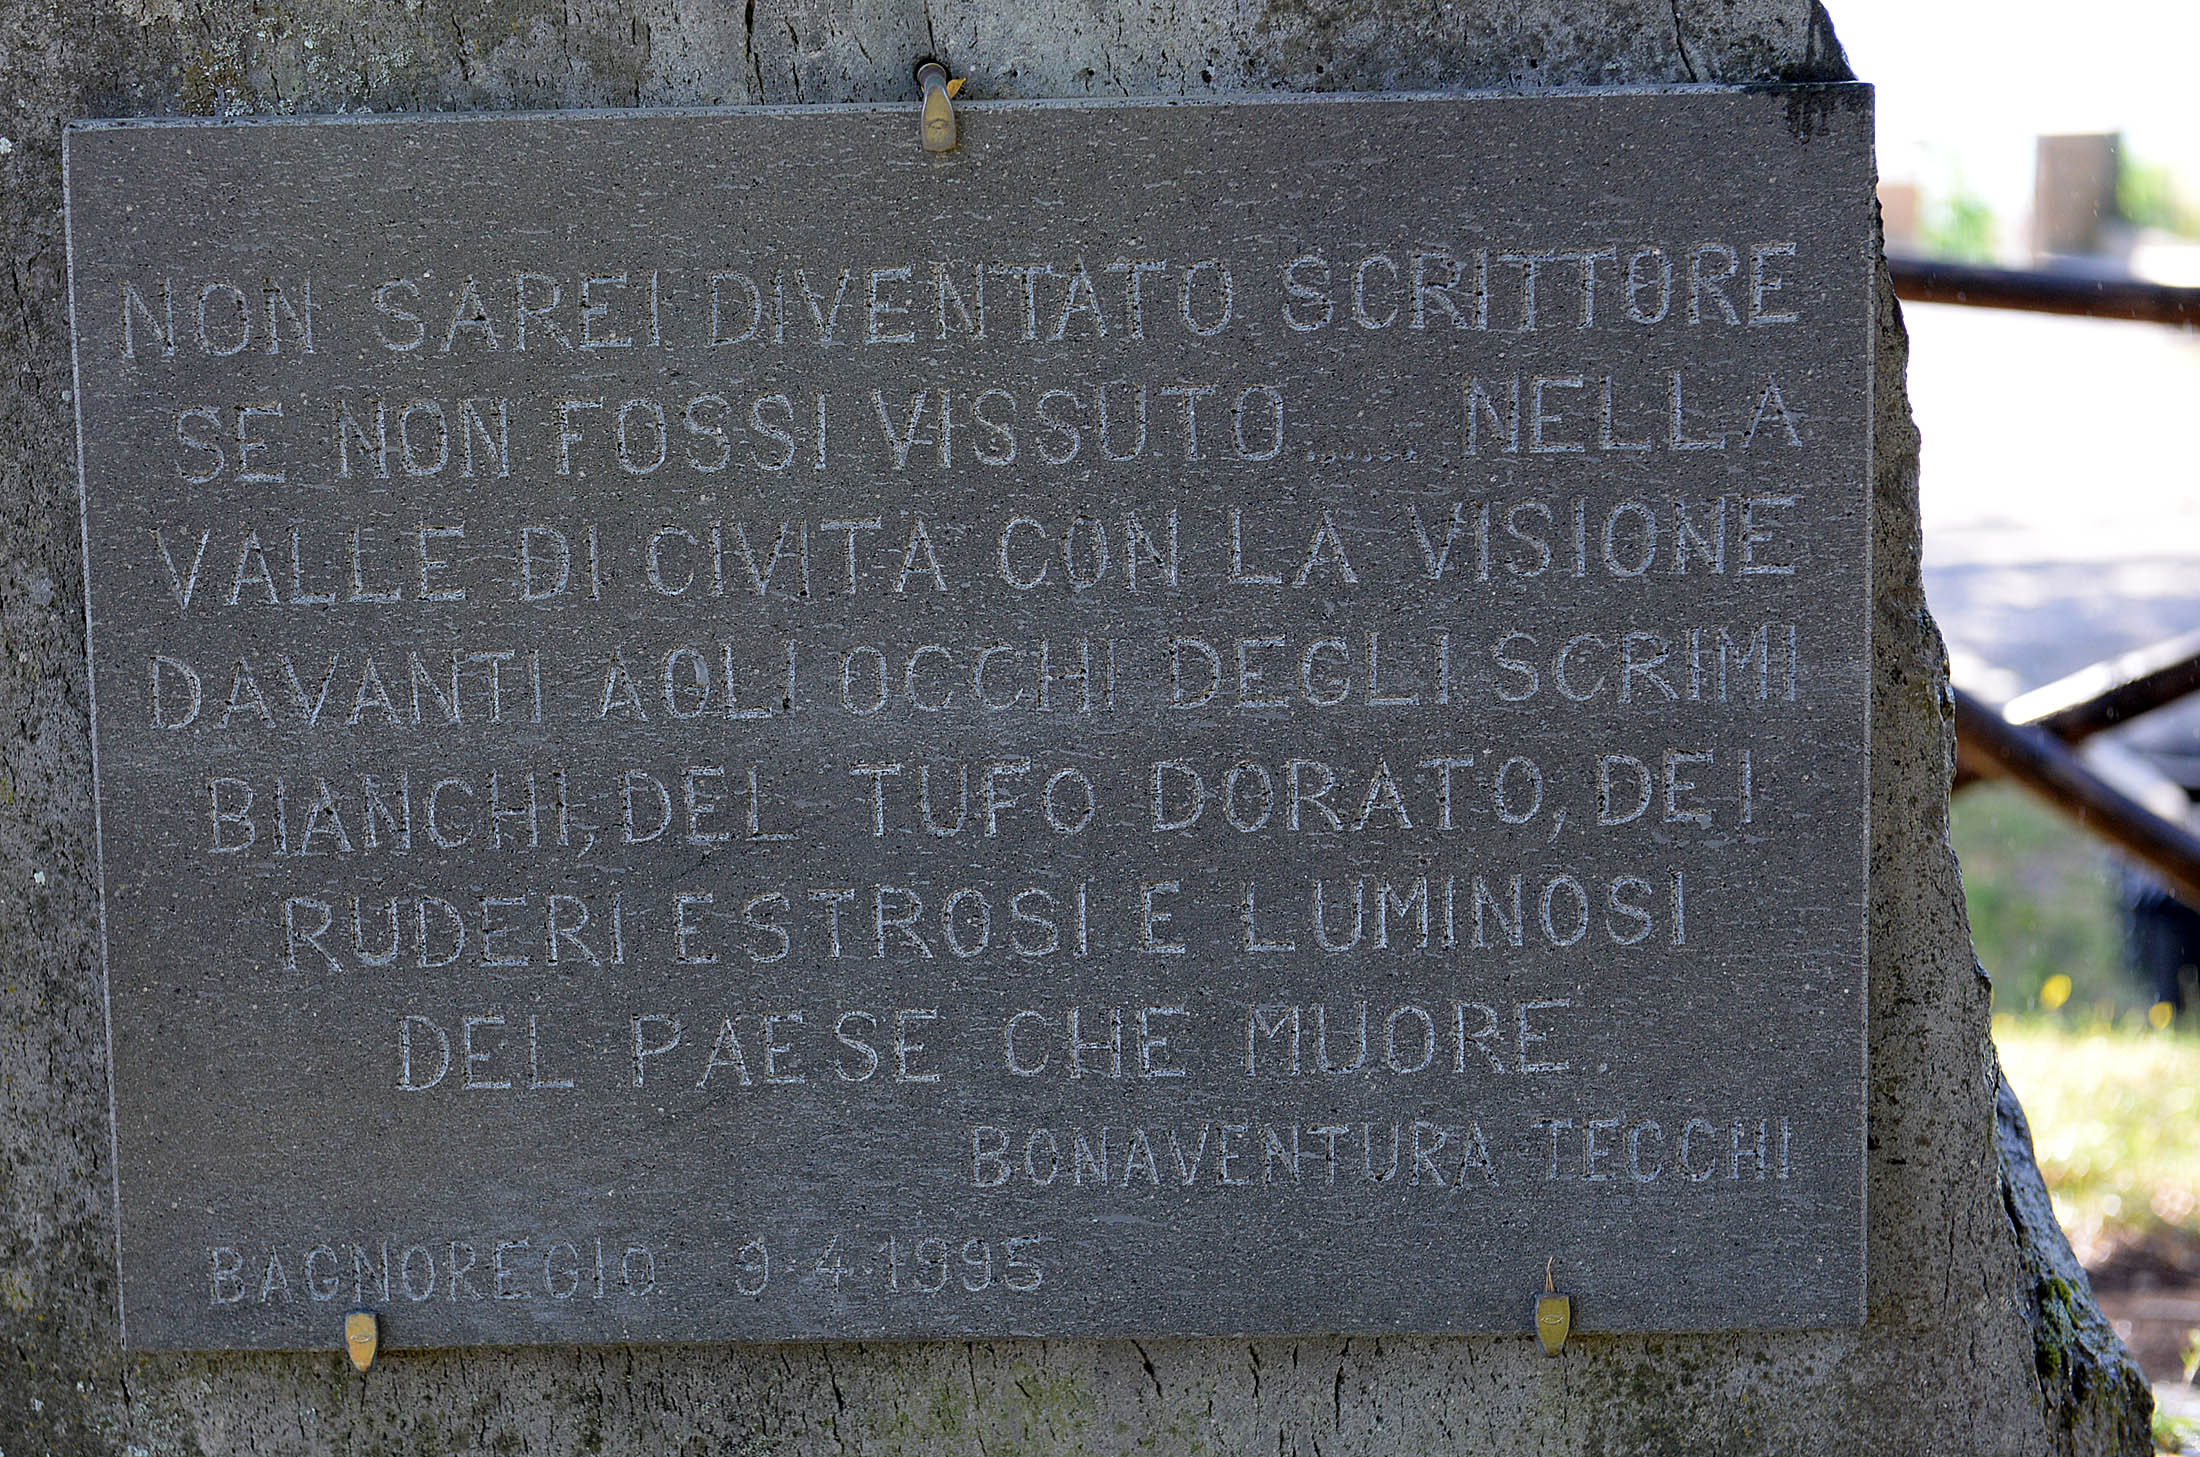 NON SAREI DIVENTATO SCRITTORE
SE NON FOSSI VISSUTO....... NELLA
VALLE DI CIVITA CON LA VISIONE
DAVANTI AGLI OCCHI DEGLI SCRIMI
BIANCHI, DEL TUFO DORATO, DEI
RUDERI ESTROSI E LUMINOSI
DEL PAESE CHE MUORE.
BONAVENTURA TECCHI
BAGNOREGIO 9·4·1995